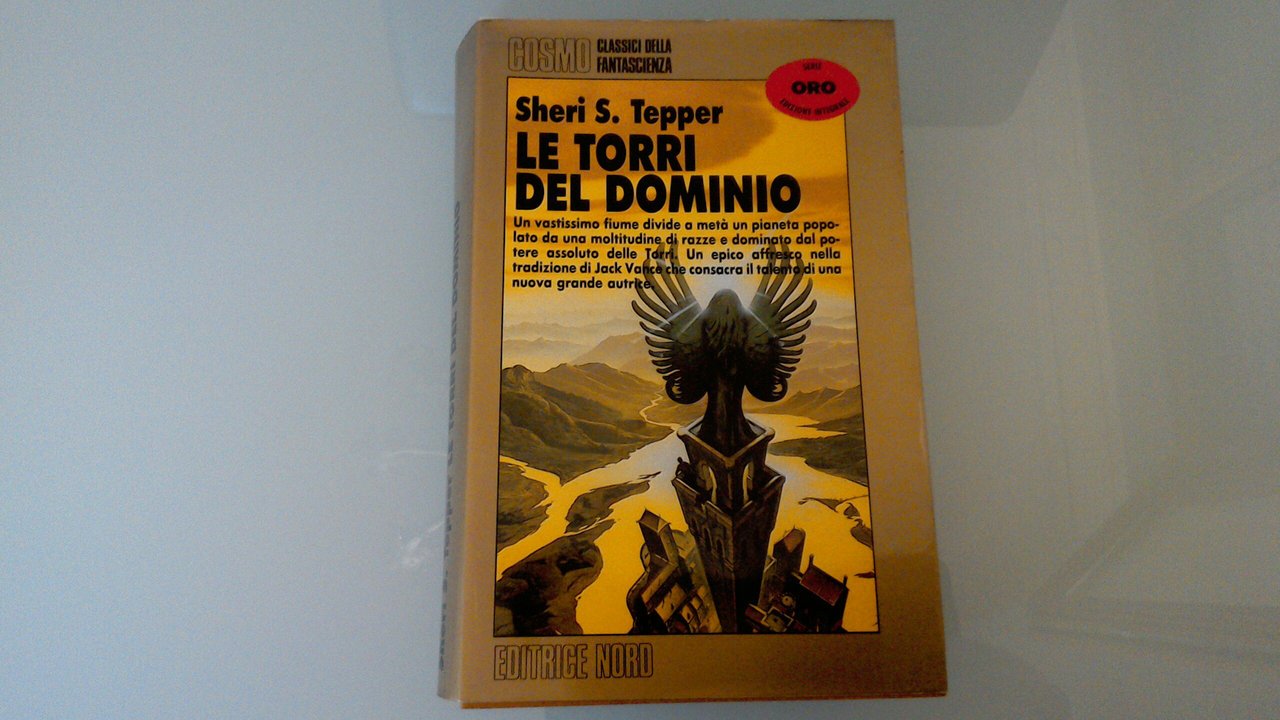 COSMO CLASSICI DELLA
FANTASCIENZA
SERIE
ORO
EDIZIONE INTEGRALE
Sheri S. Tepper
LE TORRI
DEL DOMINIO
Un vastissimo fiume divide a metà un pianeta popo-
lato da una moltitudine di razze e dominato dal po-
tere assoluto delle Torri. Un epico affresco nella
tradizione di Jack Vance che consacra il talento di una
nuova grande autrice.
EDITRICE NORD